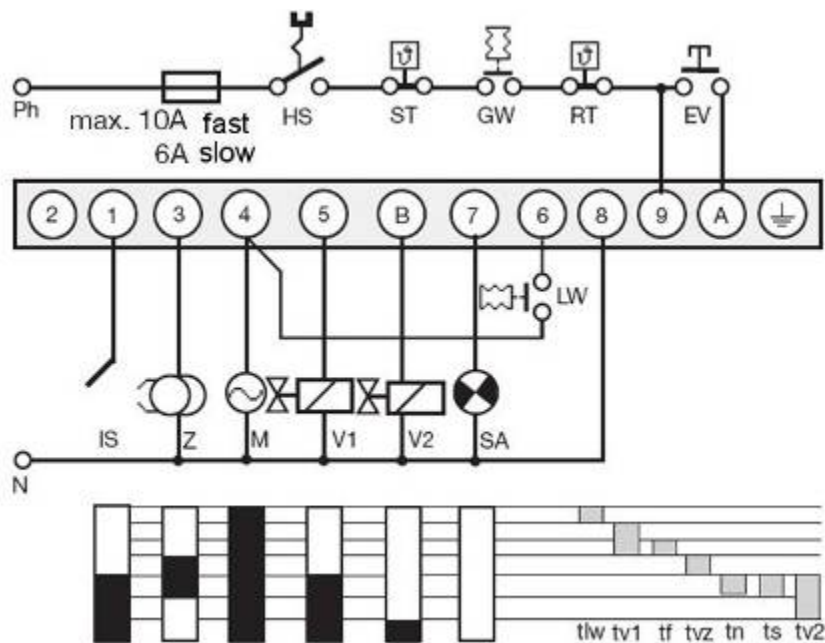 Ph
max. 10A fast
6A slow
HS
ST
GW
RT
EV
ϑ
ϑ
2 1 3 4 5 B 7 6 8 9 A
LW
IS Z M V1 V2 SA
N
tlw tv1 tf tvz tn ts tv2